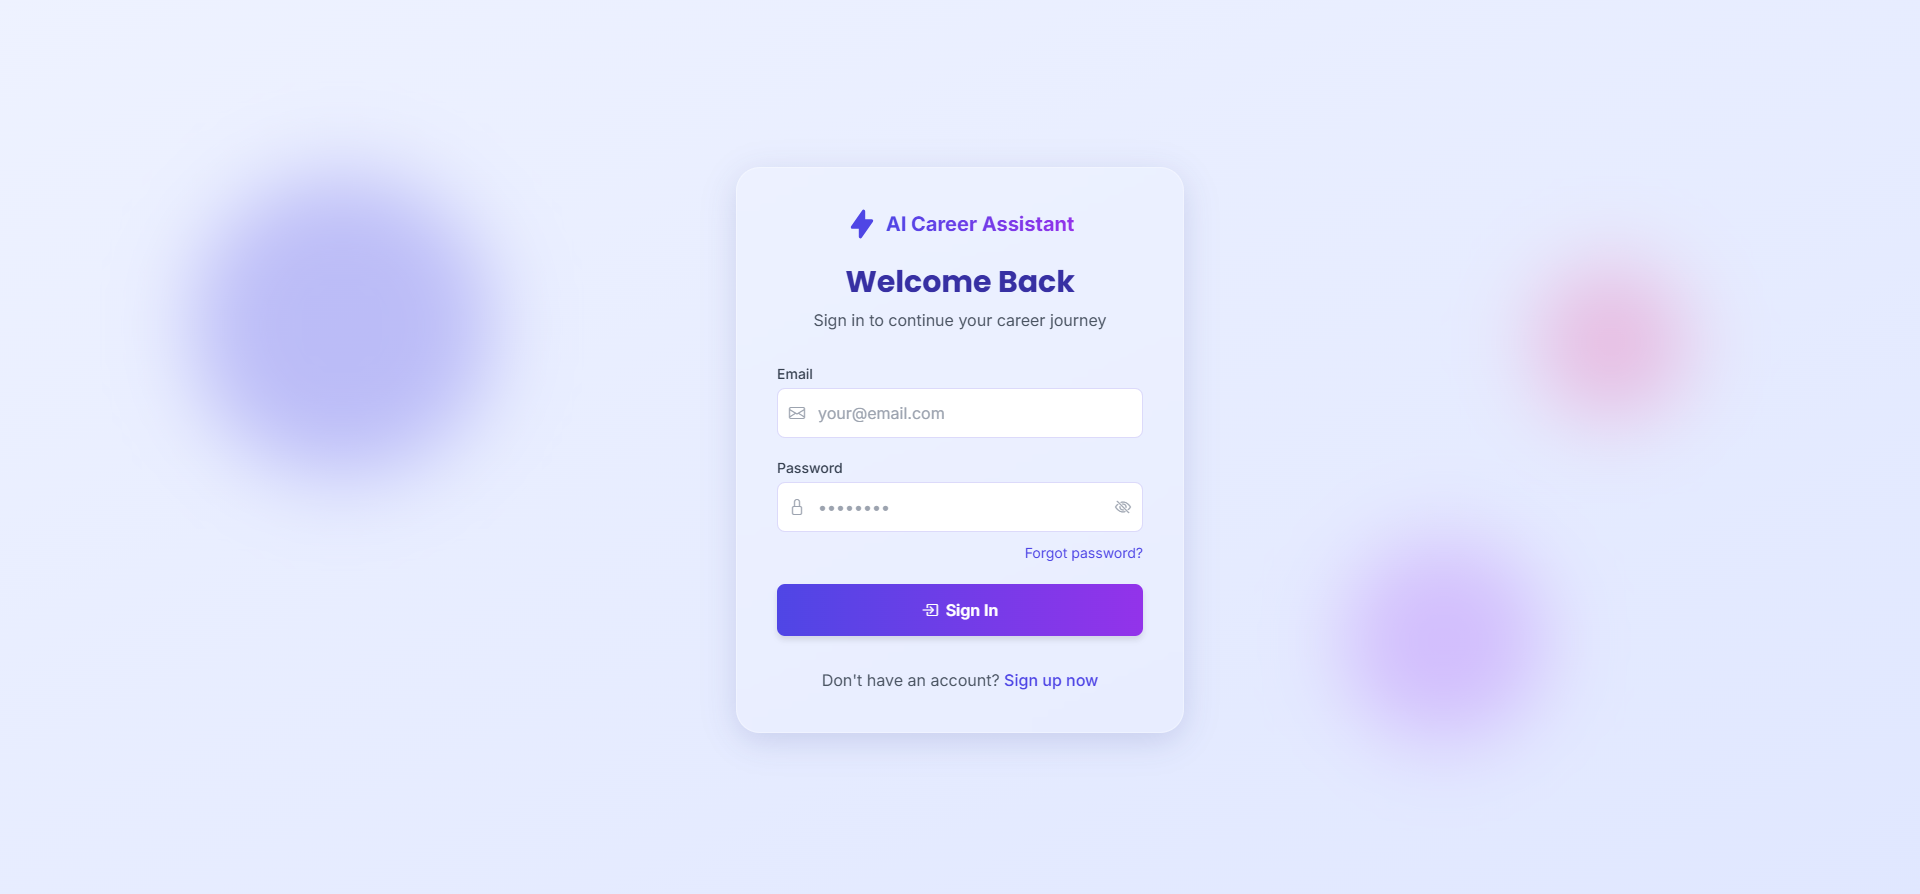 AI Career Assistant
Welcome Back
Sign in to continue your career journey
Email
your@email.com
Password
••••••••
Forgot password?
Sign In
Don't have an account? Sign up now